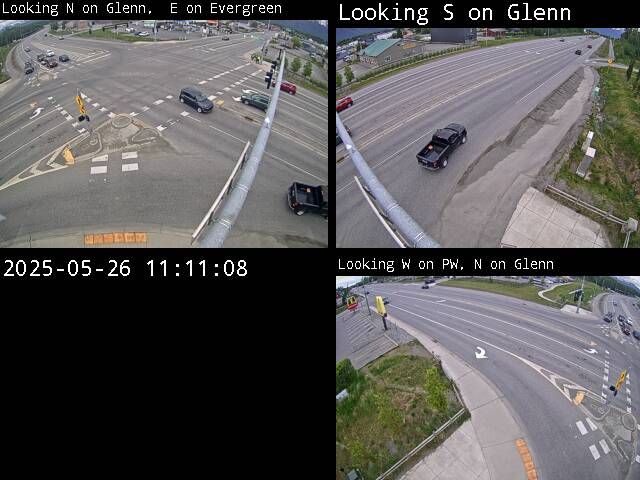 Looking N on Glenn, E on Evergreen
Looking S on Glenn
2025-05-26 11:11:08
Looking W on PW, N on Glenn